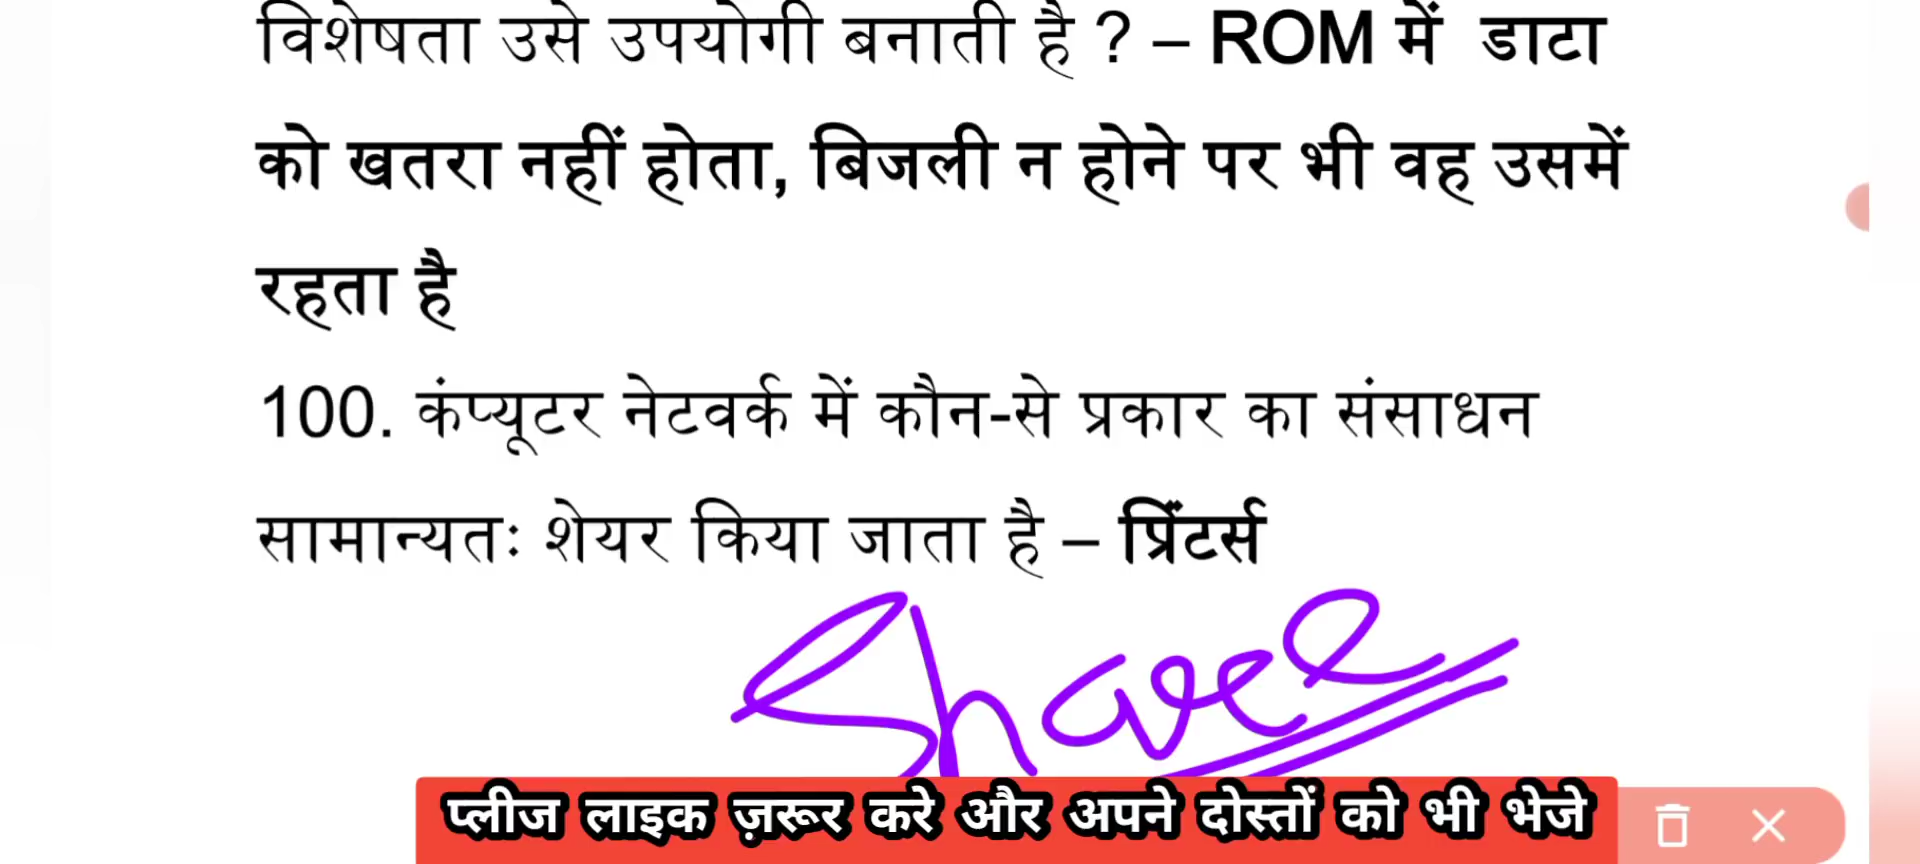 विशेषता उसे उपयोगी बनाती है ? – ROM में डाटा
को खतरा नहीं होता, बिजली न होने पर भी वह उसमें
रहता है
100. कंप्यूटर नेटवर्क में कौन-से प्रकार का संसाधन
सामान्यतः शेयर किया जाता है – प्रिंटर्स
Share
प्लीज लाइक ज़रूर करे और अपने दोस्तों को भी भेजे